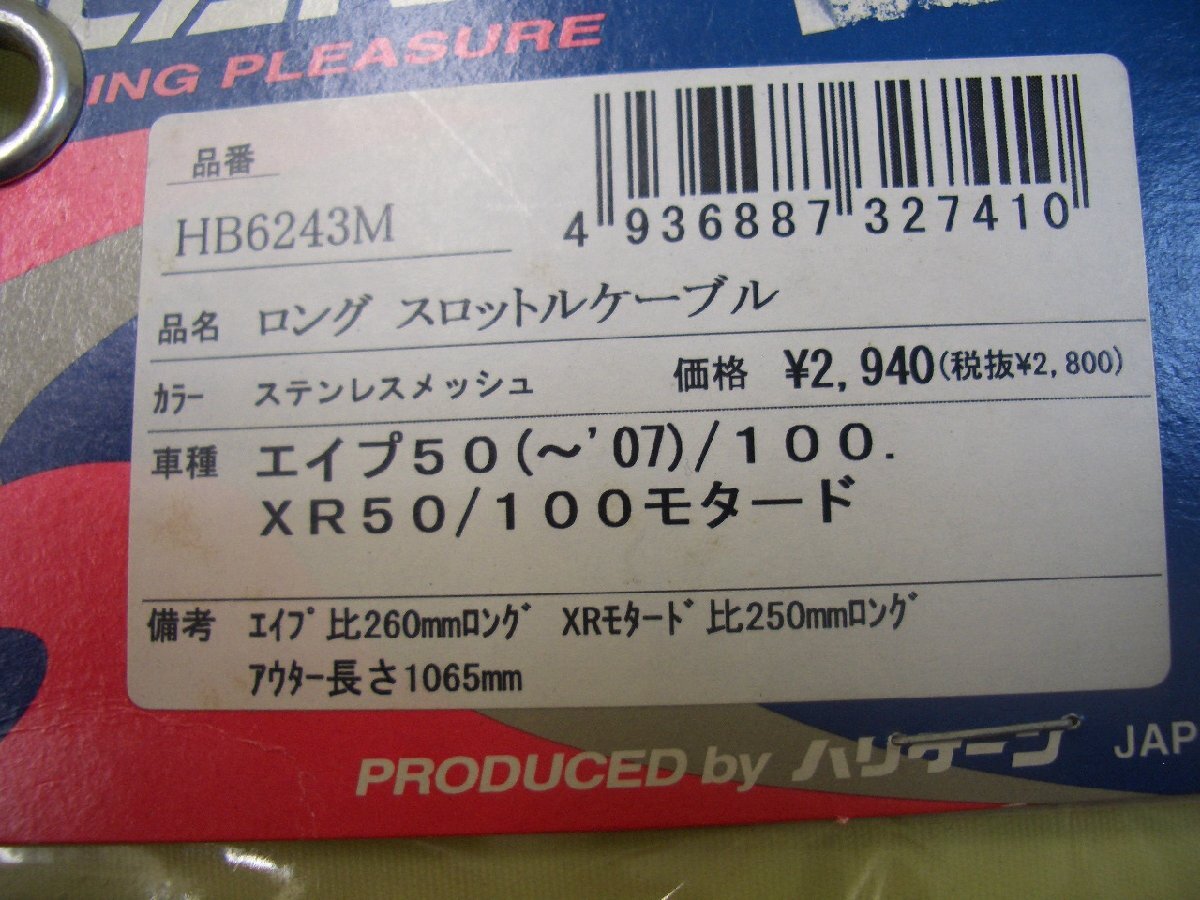 PLEASURE
品番
HB6243M
4 936887 327410
品名 ロング スロットルケーブル
ｶﾗｰ ステンレスメッシュ 価格 ¥2,940(税抜¥2,800)
車種 エイプ50(～'07)/100.
XR50/100モタード
備考 ｴｲﾌﾟ比260mmﾛﾝｸﾞ XRﾓﾀｰﾄﾞ比250mmﾛﾝｸﾞ
ｱｳﾀｰ長さ1065mm
PRODUCED by ハリケーン JAP